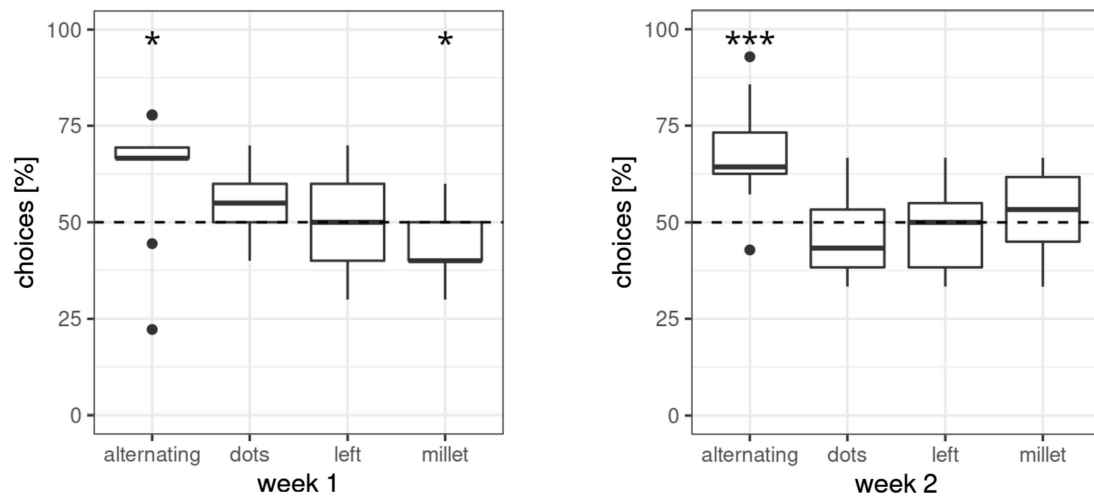 100
*
*
75
50
25
0
choices [%]
alternating
dots
left
millet
week 1
100
***
75
50
25
0
choices [%]
alternating
dots
left
millet
week 2